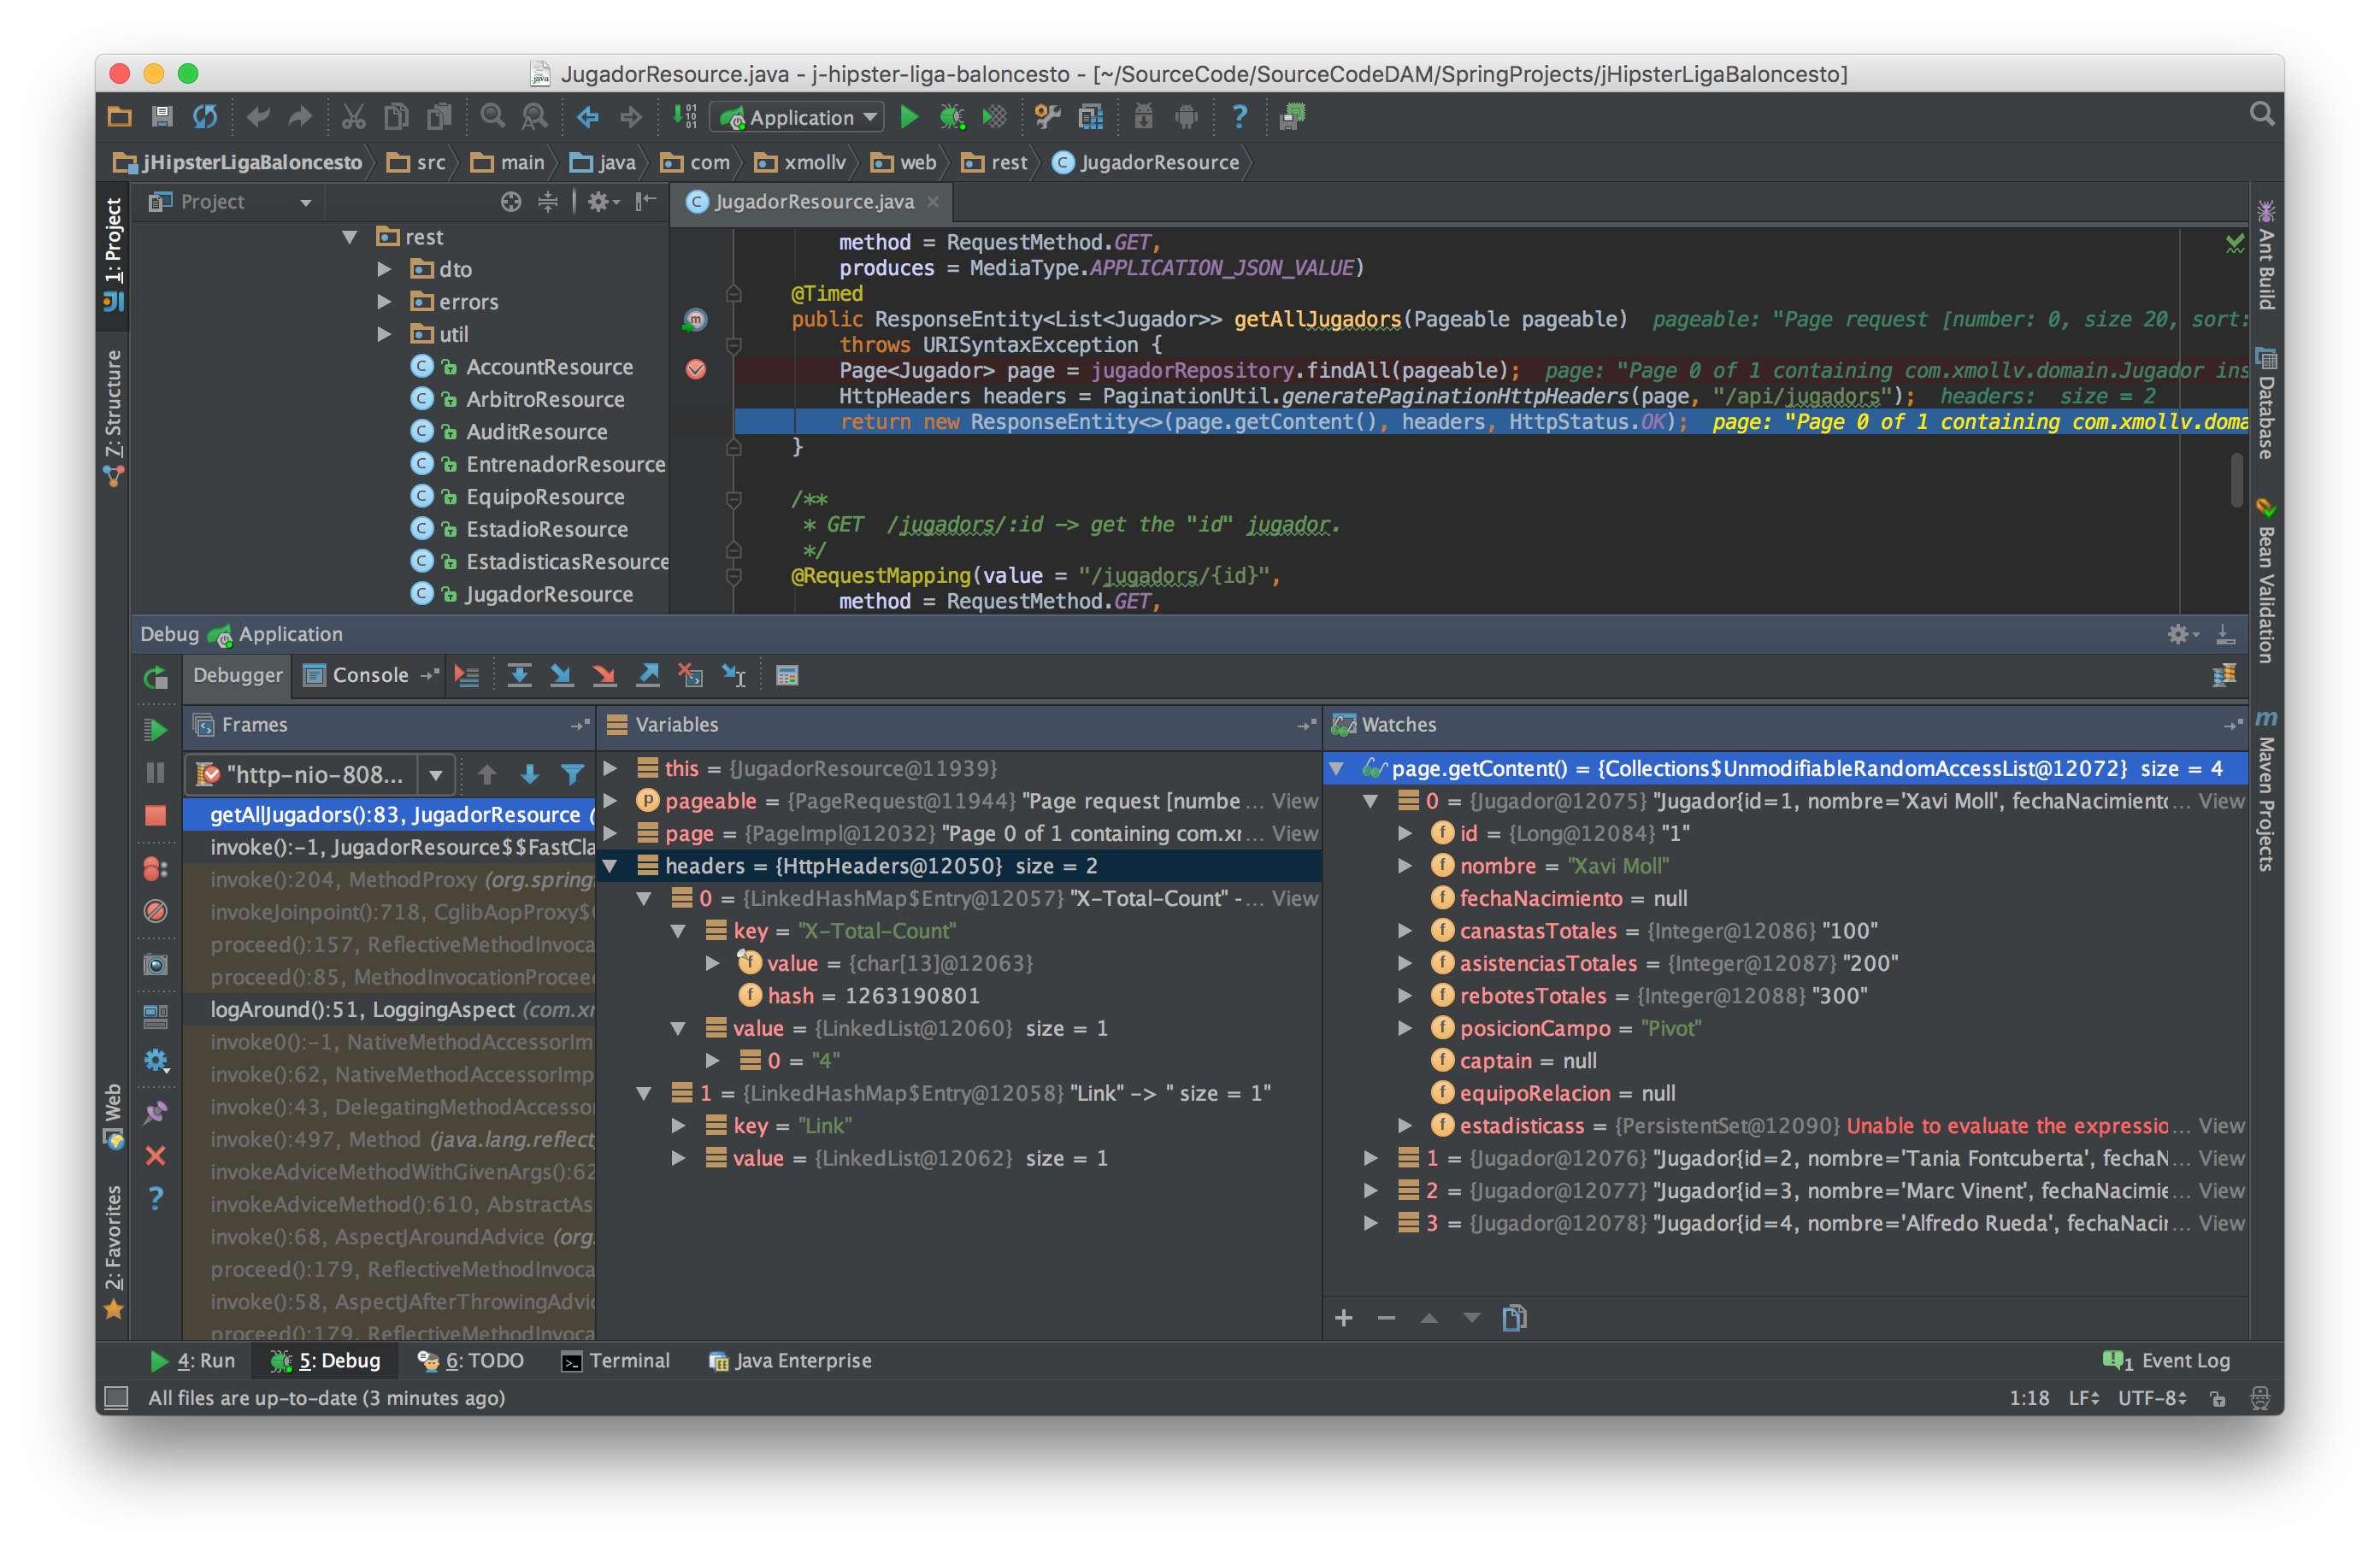 JugadorResource.java - j-hipster-liga-baloncesto - [~/SourceCode/SourceCodeDAM/SpringProjects/jHipsterLigaBaloncesto]
Application
jHipsterLigaBaloncesto src main java com xmollv web rest JugadorResource
1: Project
Z: Structure
Web
2: Favorites
Project
rest
dto
errors
util
AccountResource
ArbitroResource
AuditResource
EntrenadorResource
EquipoResource
EstadioResource
EstadisticasResource
JugadorResource
JugadorResource.java
method = RequestMethod.GET,
produces = MediaType.APPLICATION_JSON_VALUE)
@Timed
public ResponseEntity<List<Jugador>> getAllJugadors(Pageable pageable) pageable: "Page request [number: 0, size 20, sort:
throws URISyntaxException {
Page<Jugador> page = jugadorRepository.findAll(pageable); page: "Page 0 of 1 containing com.xmollv.domain.Jugador ins
HttpHeaders headers = PaginationUtil.generatePaginationHttpHeaders(page, "/api/jugadors"); headers: size = 2
return new ResponseEntity<>(page.getContent(), headers, HttpStatus.OK); page: "Page 0 of 1 containing com.xmollv.doma
}
/**
* GET /jugadors/:id -> get the "id" jugador.
*/
@RequestMapping(value = "/jugadors/{id}",
method = RequestMethod.GET,
Ant Build
Database
Bean Validation
Maven Projects
Debug Application
Debugger Console
Frames
"http-nio-808...
getAllJugadors():83, JugadorResource (
invoke():-1, JugadorResource$$FastCla
invoke():204, MethodProxy (org.spring
invokeJoinpoint():718, CglibAopProxy$
proceed():157, ReflectiveMethodInvoca
proceed():85, MethodInvocationProceed
logAround():51, LoggingAspect (com.xm
invoke0():-1, NativeMethodAccessorIm
invoke():62, NativeMethodAccessorImp
invoke():43, DelegatingMethodAccessor
invoke():497, Method (java.lang.reflect
invokeAdviceMethodWithGivenArgs():62
invokeAdviceMethod():610, AbstractAs
invoke():68, AspectJAroundAdvice (org.
proceed():179, ReflectiveMethodInvoca
invoke():58, AspectJAfterThrowingAdvic
proceed():179, ReflectiveMethodInvoca
Variables
this = {JugadorResource@11939}
pageable = {PageRequest@11944} "Page request [numbe... View
page = {PageImpl@12032} "Page 0 of 1 containing com.xr... View
headers = {HttpHeaders@12050} size = 2
0 = {LinkedHashMap$Entry@12057} "X-Total-Count" -... View
key = "X-Total-Count"
value = {char[13]@12063}
hash = 1263190801
value = {LinkedList@12060} size = 1
0 = "4"
1 = {LinkedHashMap$Entry@12058} "Link" -> " size = 1"
key = "Link"
value = {LinkedList@12062} size = 1
Watches
page.getContent() = {Collections$UnmodifiableRandomAccessList@12072} size = 4
0 = {Jugador@12075} "Jugador{id=1, nombre='Xavi Moll', fechaNacimiento... View
id = {Long@12084} "1"
nombre = "Xavi Moll"
fechaNacimiento = null
canastasTotales = {Integer@12086} "100"
asistenciasTotales = {Integer@12087} "200"
rebotesTotales = {Integer@12088} "300"
posicionCampo = "Pivot"
captain = null
equipoRelacion = null
estadisticass = {PersistentSet@12090} Unable to evaluate the expressio... View
1 = {Jugador@12076} "Jugador{id=2, nombre='Tania Fontcuberta', fechaN... View
2 = {Jugador@12077} "Jugador{id=3, nombre='Marc Vinent', fechaNacimie... View
3 = {Jugador@12078} "Jugador{id=4, nombre='Alfredo Rueda', fechaNacir... View
4: Run 5: Debug 6: TODO Terminal Java Enterprise 1 Event Log
All files are up-to-date (3 minutes ago) 1:18 LF UTF-8